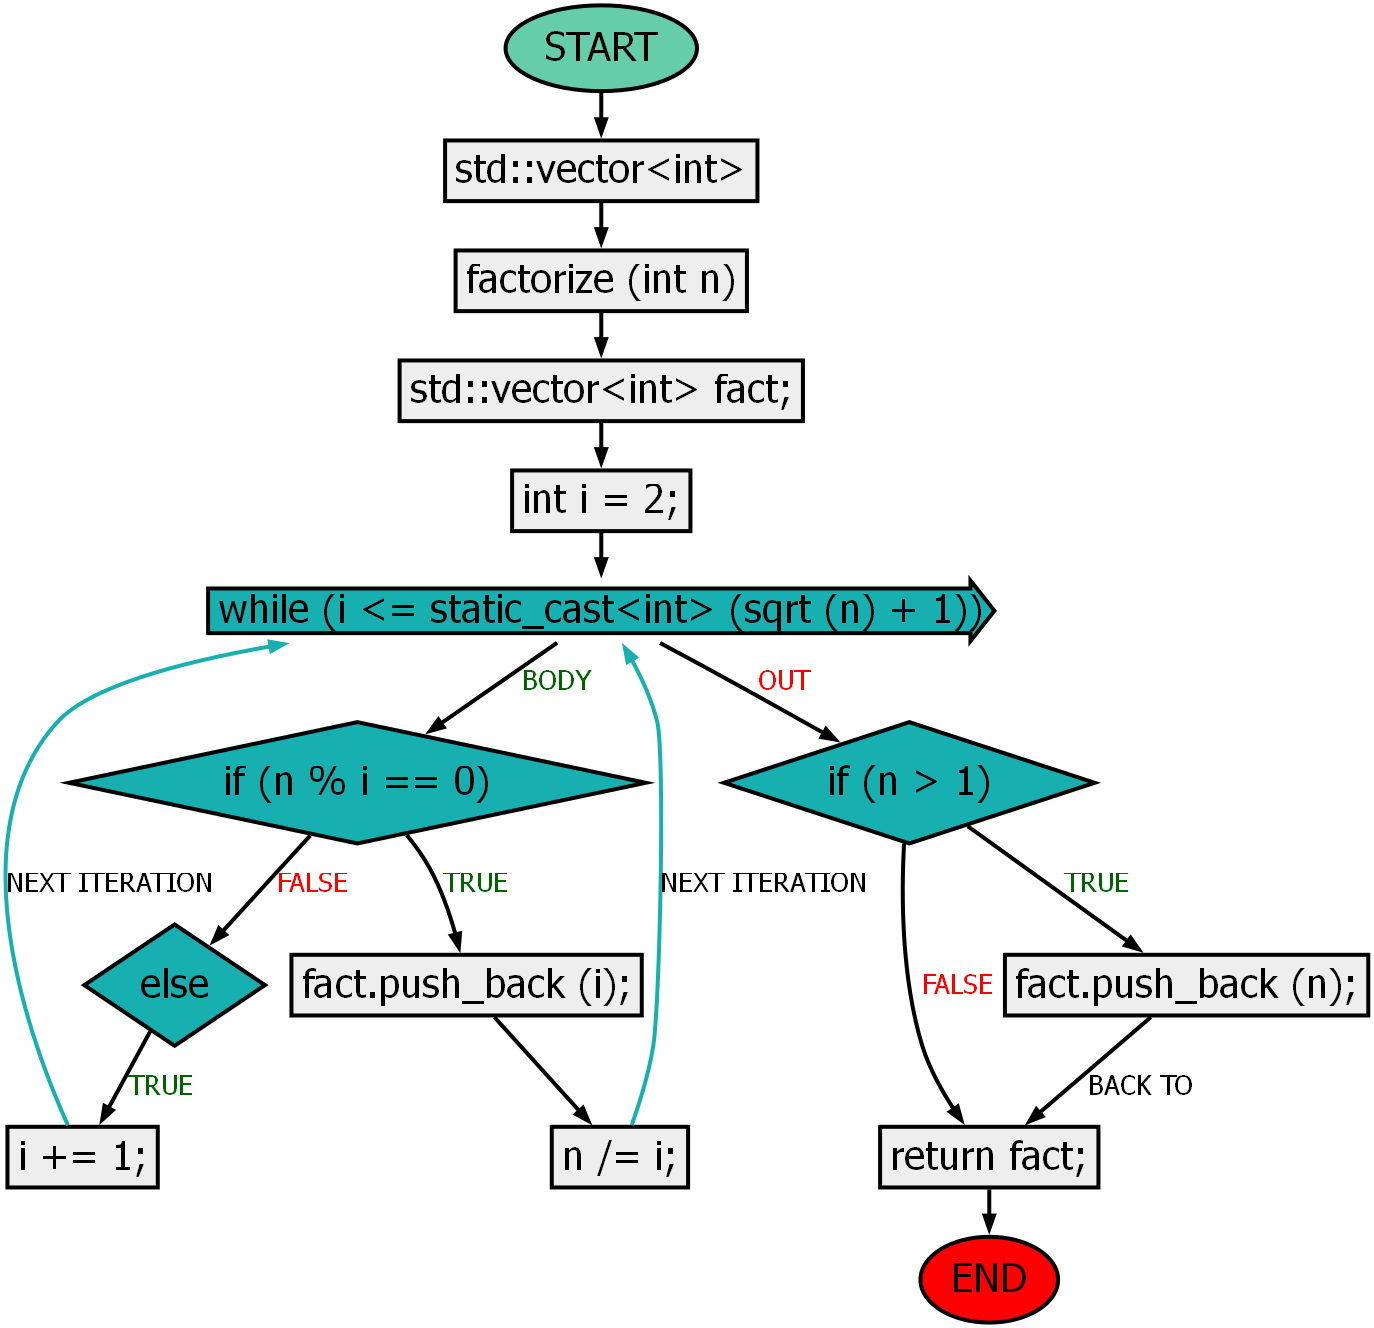 START
std::vector<int>
factorize (int n)
std::vector<int> fact;
int i = 2;
while (i <= static_cast<int> (sqrt (n) + 1))
BODY
OUT
if (n % i == 0)
if (n > 1)
NEXT ITERATION
FALSE
TRUE
NEXT ITERATION
TRUE
else
fact.push_back (i);
FALSE
fact.push_back (n);
TRUE
BACK TO
i += 1;
n /= i;
return fact;
END